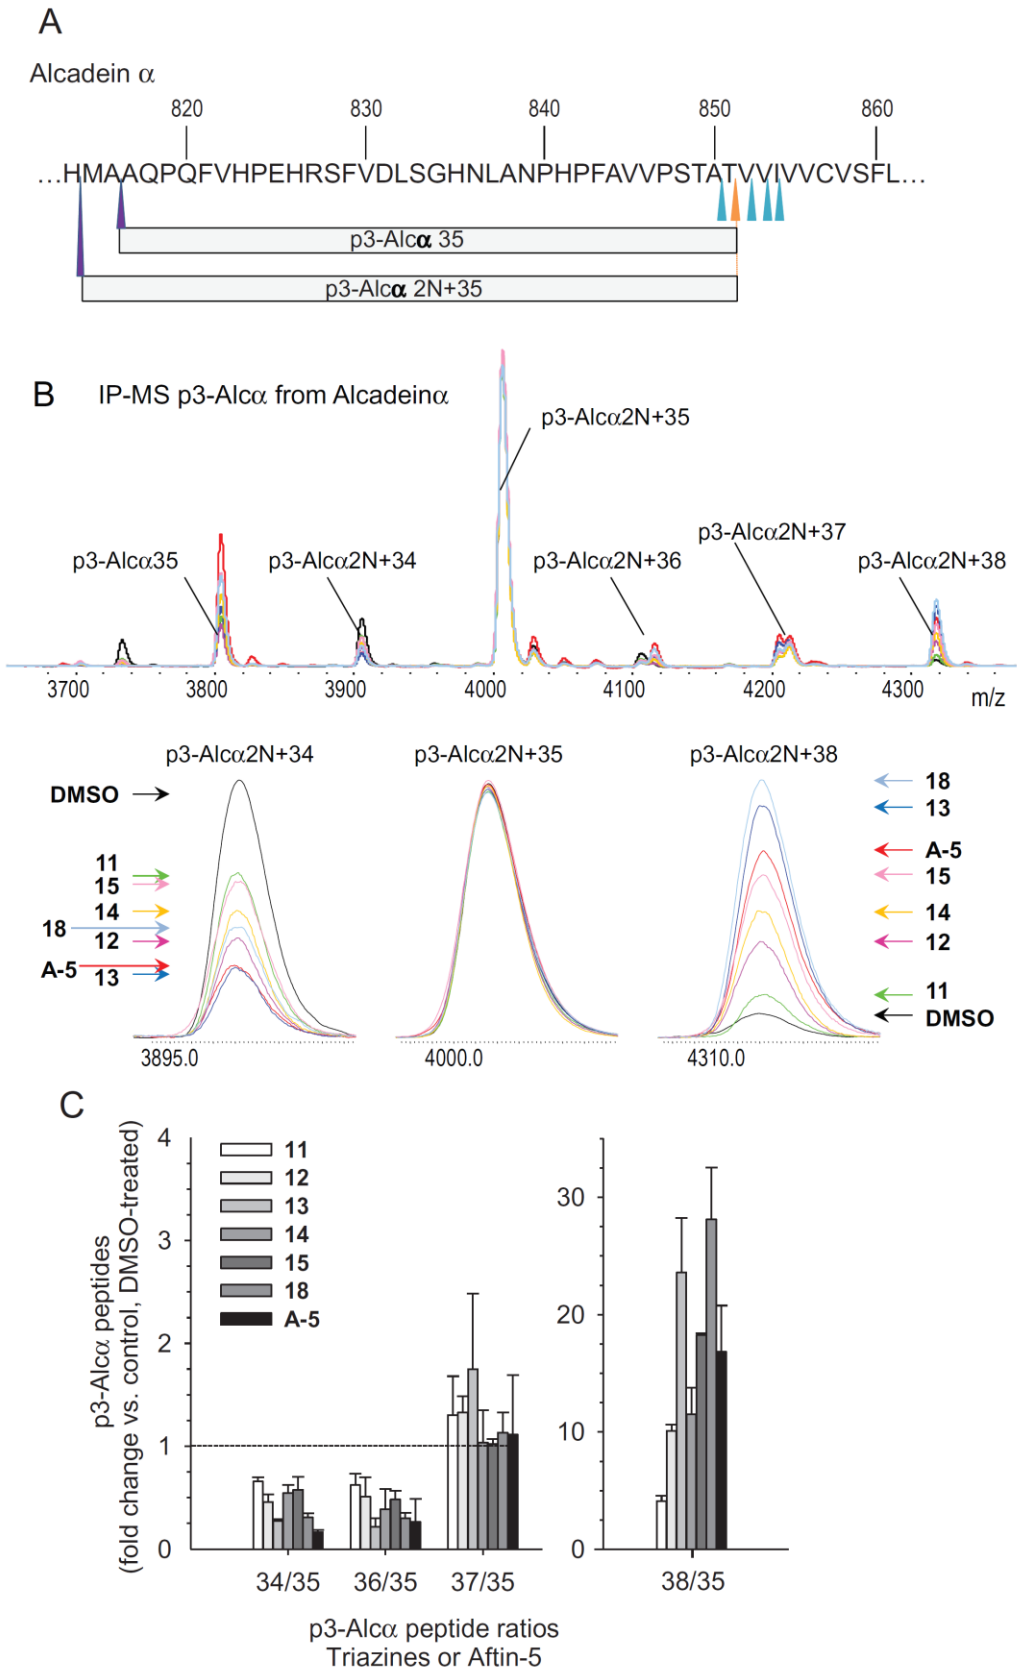 A
Alcadein α
820 830 840 850 860
...HMAAQPQFVHPEHRSFVDLSGHNLANPHPFAVVPSTATVVIVVCVSFL...
p3-Alcα 35
p3-Alcα 2N+35
B
IP-MS p3-Alcα from Alcadeinα
p3-Alcα2N+35
p3-Alcα35
p3-Alcα2N+34
p3-Alcα2N+36
p3-Alcα2N+37
p3-Alcα2N+38
3700 3800 3900 4000 4100 4200 4300
m/z
p3-Alcα2N+34
DMSO
11
15
14
18
12
A-5
13
3895.0
p3-Alcα2N+35
4000.0
p3-Alcα2N+38
18
13
A-5
15
14
12
11
DMSO
4310.0
C
p3-Alcα peptides
(fold change vs. control, DMSO-treated)
4
3
2
1
0
11
12
13
14
15
18
A-5
30
20
10
0
34/35 36/35 37/35 38/35
p3-Alcα peptide ratios
Triazines or Aftin-5